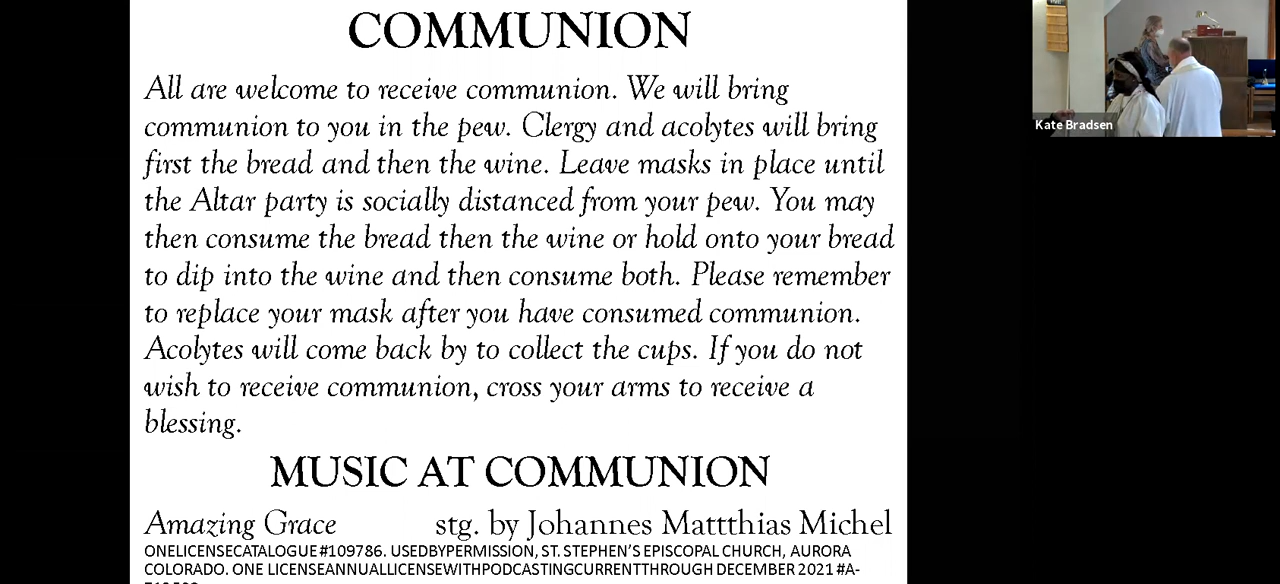 COMMUNION
All are welcome to receive communion. We will bring
communion to you in the pew. Clergy and acolytes will bring
first the bread and then the wine. Leave masks in place until
the Altar party is socially distanced from your pew. You may
then consume the bread then the wine or hold onto your bread
to dip into the wine and then consume both. Please remember
to replace your mask after you have consumed communion.
Acolytes will come back by to collect the cups. If you do not
wish to receive communion, cross your arms to receive a
blessing.
MUSIC AT COMMUNION
Amazing Grace stg. by Johannes Mattthias Michel
ONELICENSECATALOGUE#109786. USEDBYPERMISSION, ST. STEPHEN'S EPISCOPAL CHURCH, AURORA
COLORADO. ONE LICENSEANNUALLICENSEWITHPODCASTINGCURRENTTHROUGH DECEMBER 2021 #A-
Kate Bradsen